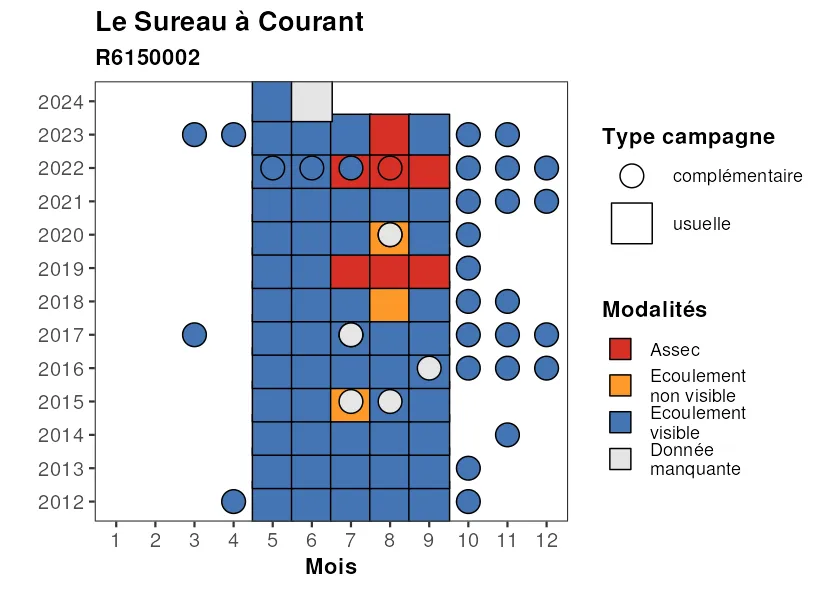 Le Sureau à Courant
R6150002
2024
2023
2022
2021
2020
2019
2018
2017
2016
2015
2014
2013
2012
1 2 3 4 5 6 7 8 9 10 11 12
Mois
Type campagne
complémentaire
usuelle
Modalités
Assec
Ecoulement
non visible
Ecoulement
visible
Donnée
manquante